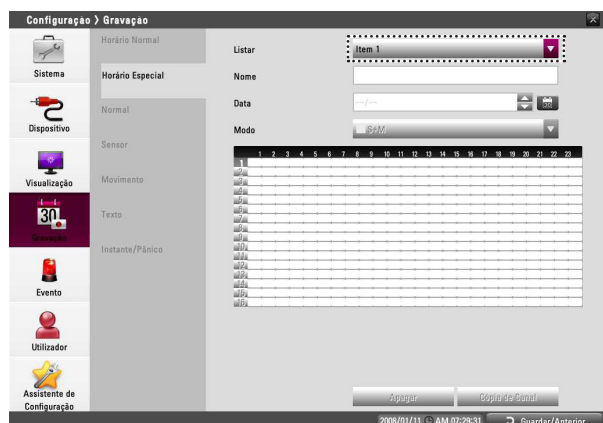 Configuração 〉 Gravação
Sistema
Dispositivo
Visualização
Gravação
Evento
Utilizador
Assistente de
Configuração
Horário Normal
Horário Especial
Normal
Sensor
Movimento
Texto
Instante/Pânico
Listar Item 1
Nome
Data --/--
Modo S+M
1 2 3 4 5 6 7 8 9 10 11 12 13 14 15 16 17 18 19 20 21 22 23
1
2
3
4
5
6
7
8
9
10
11
12
13
14
15
16
Apagar Cópia de Canal
2008/01/11 AM 07:29:31 Guardar/Anterior